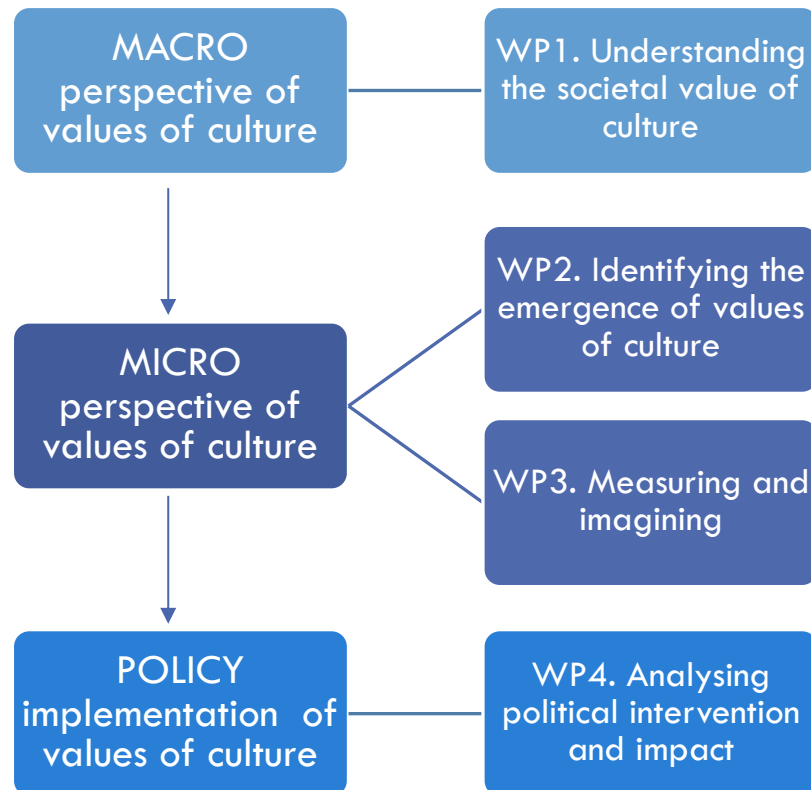 MACRO
perspective of
values of culture
WP1. Understanding
the societal value of
culture
MICRO
perspective of
values of culture
WP2. Identifying the
emergence of values
of culture
WP3. Measuring and
imagining
POLICY
implementation of
values of culture
WP4. Analysing
political intervention
and impact